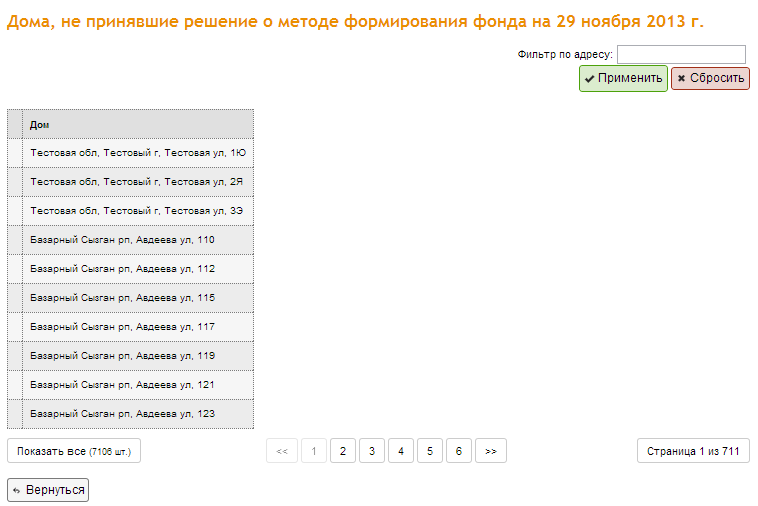 Дома, не принявшие решение о методе формирования фонда на 29 ноября 2013 г.
Фильтр по адресу:
Применить Сбросить
Дом
Тестовая обл, Тестовый г, Тестовая ул, 1Ю
Тестовая обл, Тестовый г, Тестовая ул, 2Я
Тестовая обл, Тестовый г, Тестовая ул, 3Э
Базарный Сызган рп, Авдеева ул, 110
Базарный Сызган рп, Авдеева ул, 112
Базарный Сызган рп, Авдеева ул, 115
Базарный Сызган рп, Авдеева ул, 117
Базарный Сызган рп, Авдеева ул, 119
Базарный Сызган рп, Авдеева ул, 121
Базарный Сызган рп, Авдеева ул, 123
Показать все (7106 шт.) << 1 2 3 4 5 6 >> Страница 1 из 711
Вернуться